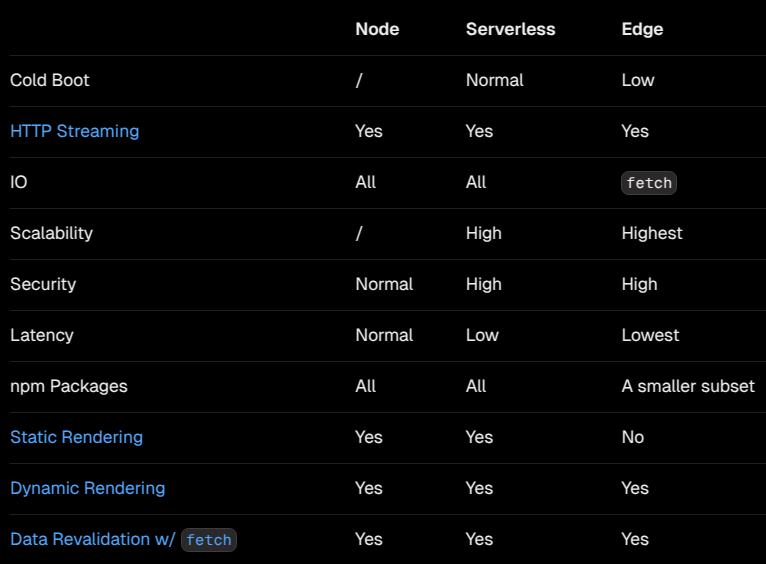 Node Serverless Edge
Cold Boot / Normal Low
HTTP Streaming Yes Yes Yes
IO All All fetch
Scalability / High Highest
Security Normal High High
Latency Normal Low Lowest
npm Packages All All A smaller subset
Static Rendering Yes Yes No
Dynamic Rendering Yes Yes Yes
Data Revalidation w/ fetch Yes Yes Yes